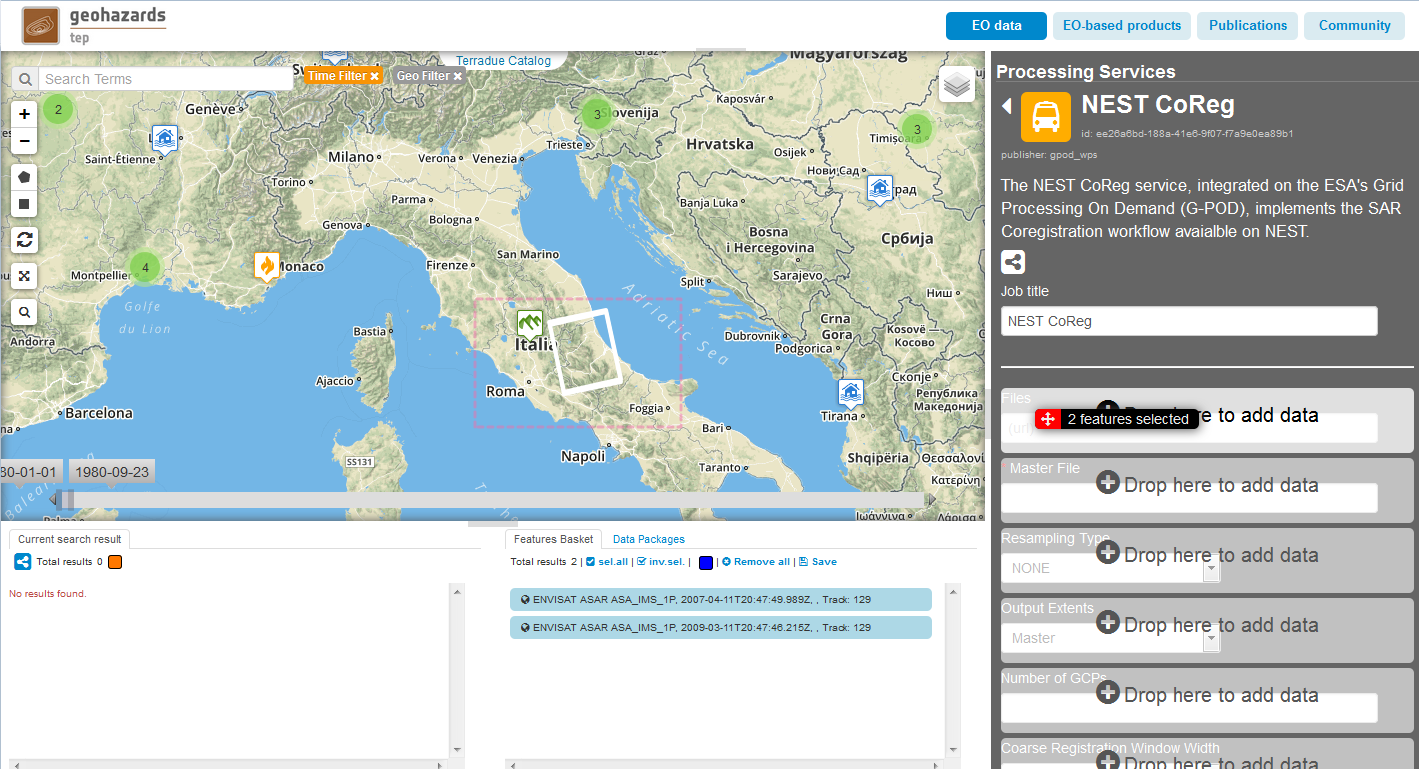 geohazards
tep
EO data
EO-based products
Publications
Community
Search Terms
Time Filter ×
Geo Filter ×
Terradue Catalog
Magyarország
Genève
Kaposvár
Slovenija
Timișoa
Trieste
Hrvatska
Osijek
Saint-Étienne
Milano
Verona
Venezia
Нови Сад
Torino
Parma
Banja Luka
град
Bologna
Genova
Bosna
i Hercegovina
Србија
Firenze
San Marino
Monaco
Montpellier
Sarajevo
Split
Ниш
Golfe
du Lion
Adriatic Sea
Crna
Gora
Kosovë —
Косово
Andorra
Bastia
Dubrovnik
Podgorica
Italia
Скопје
Ajaccio
Roma
Република
Македонија
Barcelona
Foggia
Tirana
Bari
Napoli
Shqipëria
Θεσσαλονί
Taranto
SS131
Κατερίνη
Ιωάννινα
Λάρισα
2
3
3
4
80-01-01
1980-09-23
Current search result
Total results 0
No results found.
Features Basket
Data Packages
Total results 2 | sel.all | inv.sel. | | Remove all | Save
ENVISAT ASAR ASA_IMS_1P, 2007-04-11T20:47:49.989Z, , Track: 129
ENVISAT ASAR ASA_IMS_1P, 2009-03-11T20:47:46.215Z, , Track: 129
Processing Services
NEST CoReg
id: ee26a6bd-188a-41e6-9f07-f7a9e0ea89b1
publisher: gpod_wps
The NEST CoReg service, integrated on the ESA's Grid
Processing On Demand (G-POD), implements the SAR
Coregistration workflow avaialble on NEST.
Job title
NEST CoReg
Files
2 features selected
here to add data
* Master File
Drop here to add data
Resampling Type
Drop here to add data
NONE
Output Extents
Drop here to add data
Master
Number of GCPs
Drop here to add data
Coarse Registration Window Width
Drop here to add data